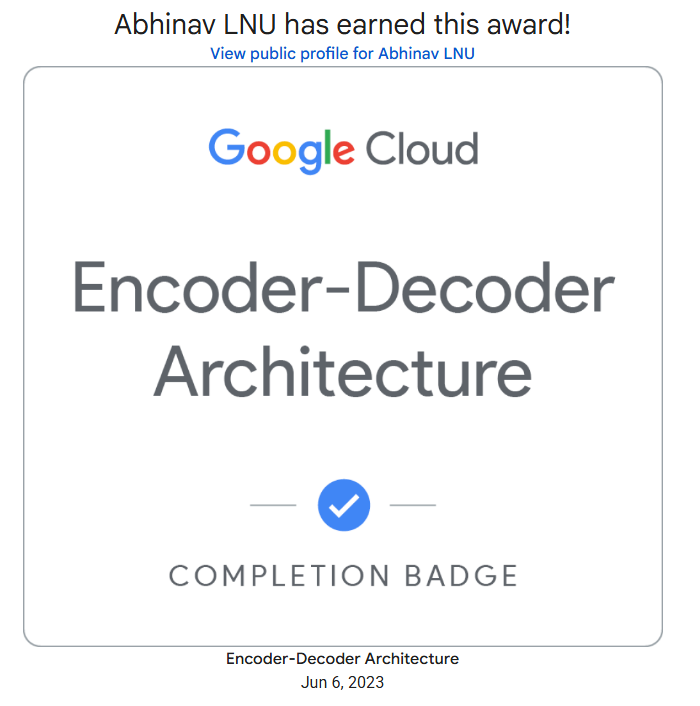 Abhinav LNU has earned this award!
View public profile for Abhinav LNU
Google Cloud
Encoder-Decoder
Architecture
COMPLETION BADGE
Encoder-Decoder Architecture
Jun 6, 2023